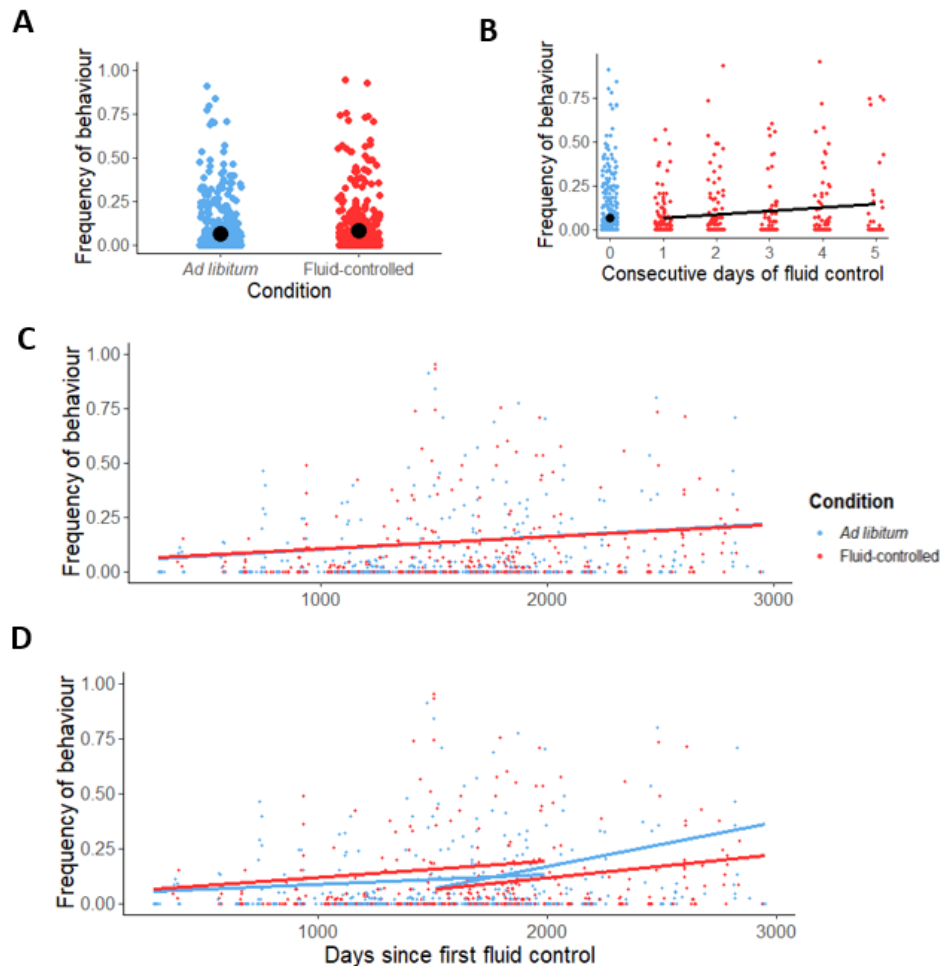 A
Frequency of behaviour
1.00
0.75
0.50
0.25
0.00
Ad libitum
Fluid-controlled
Condition
B
Frequency of behaviour
0.75
0.50
0.25
0.00
0 1 2 3 4 5
Consecutive days of fluid control
C
Frequency of behaviour
1.00
0.75
0.50
0.25
0.00
1000 2000 3000
Condition
Ad libitum
Fluid-controlled
D
Frequency of behaviour
1.00
0.75
0.50
0.25
0.00
1000 2000 3000
Days since first fluid control